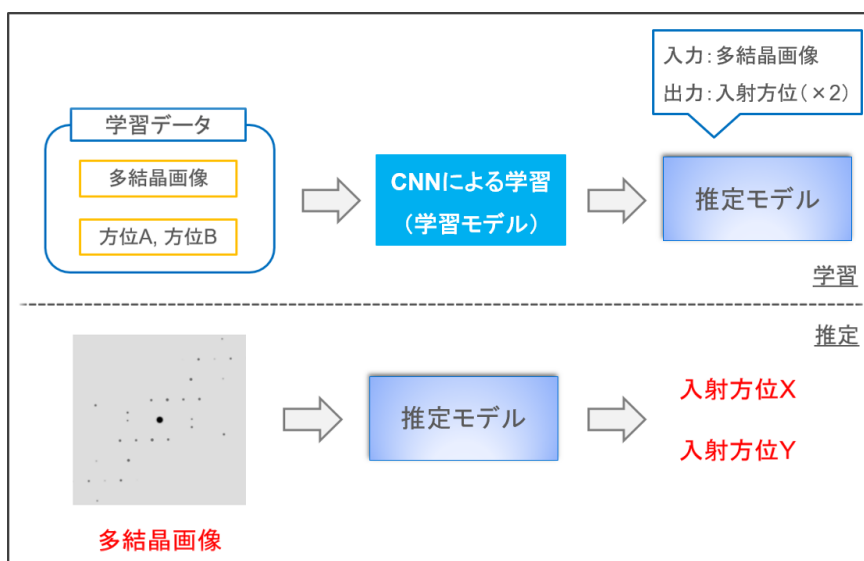 入力:多結晶画像
出力:入射方位(×2)
学習データ
多結晶画像
方位A, 方位B
CNNによる学習
(学習モデル)
推定モデル
学習
推定
多結晶画像
推定モデル
入射方位X
入射方位Y